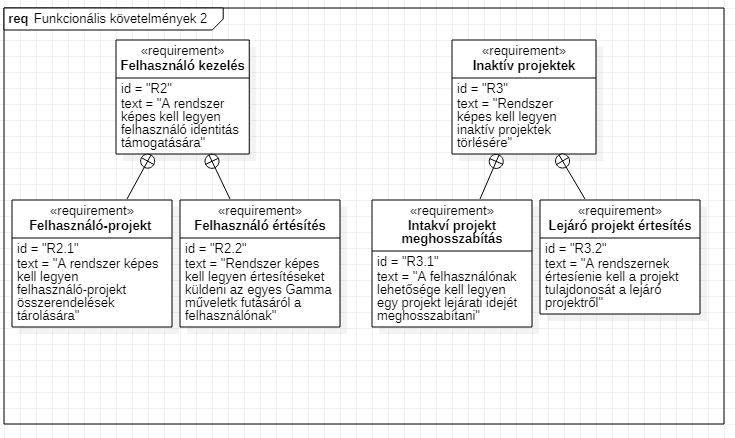 req Funkcionális követelmények 2
«requirement»
Felhasználó kezelés
id = "R2"
text = "A rendszer
képes kell legyen
felhasználó identitás
támogatására"
«requirement»
Inaktív projektek
id = "R3"
text = "Rendszer
képes kell legyen
inaktív projektek
törlésére"
«requirement»
Felhasználó-projekt
id = "R2.1"
text = "A rendszer képes
kell legyen
felhasználó-projekt
összerendelések
tárolására"
«requirement»
Felhasználó értésítés
id = "R2.2"
text = "Rendszer képes
kell legyen értesítéseket
küldeni az egyes Gamma
műveletk futásáról a
felhasználónak"
«requirement»
Intakví projekt
meghosszabítás
id = "R3.1"
text = "A felhasználónak
lehetősége kell legyen
egy projekt lejárati idejét
meghosszabítani"
«requirement»
Lejáró projekt értesítés
id = "R3.2"
text = "A rendszernek
értesíenie kell a projekt
tulajdonosát a lejáró
projektről"